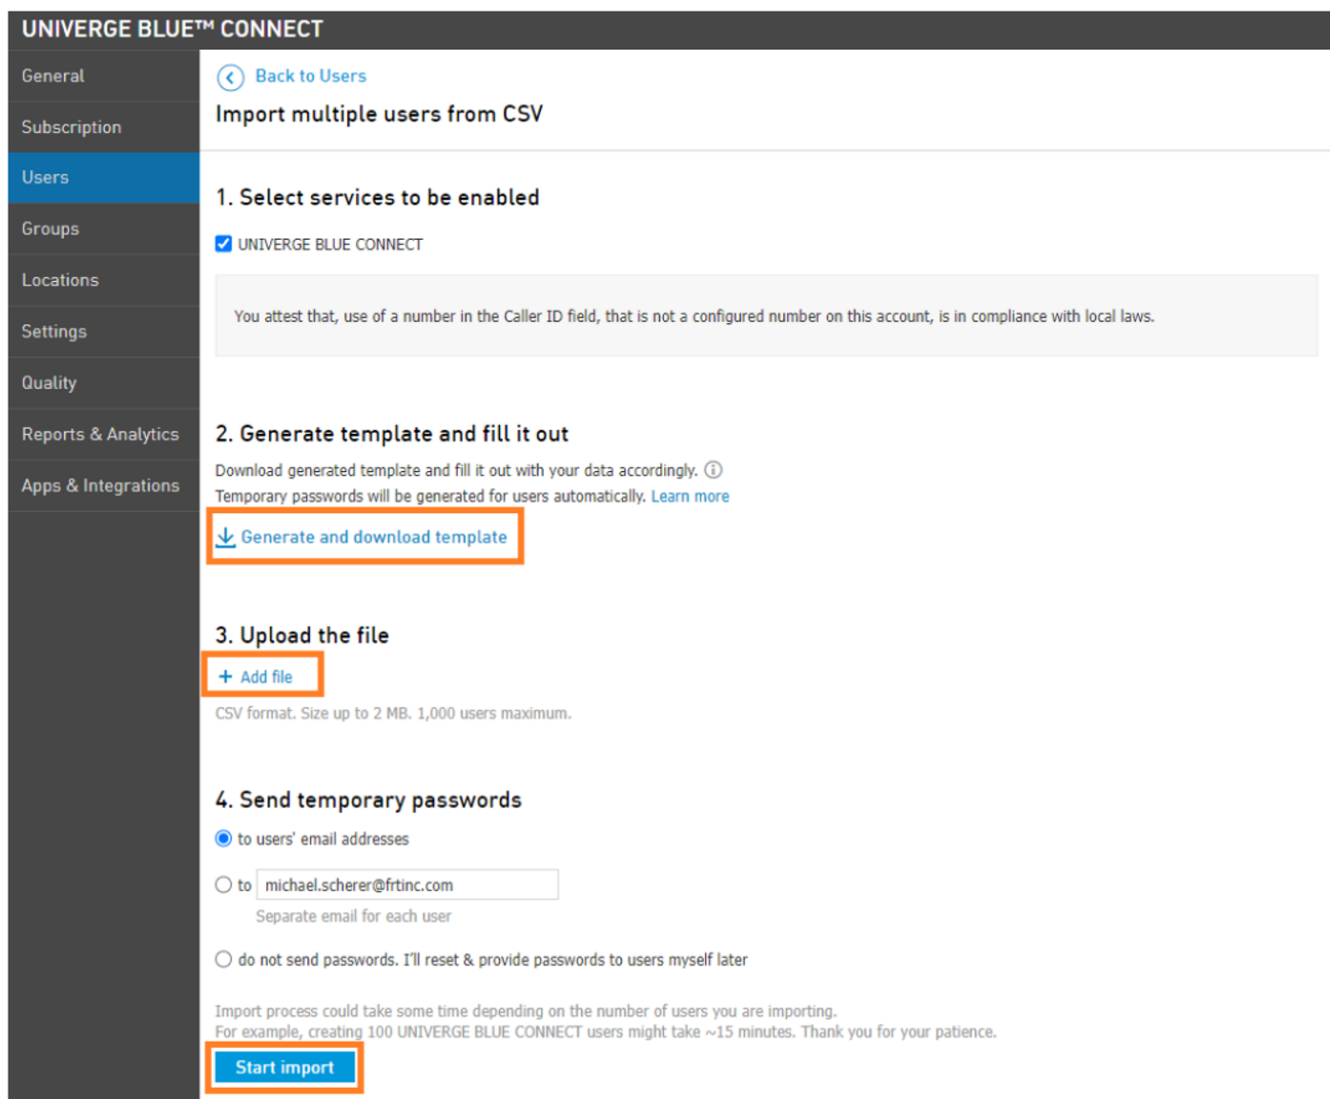 UNIVERGE BLUE™ CONNECT
General
Subscription
Users
Groups
Locations
Settings
Quality
Reports & Analytics
Apps & Integrations
Back to Users
Import multiple users from CSV
1. Select services to be enabled
UNIVERGE BLUE CONNECT
You attest that, use of a number in the Caller ID field, that is not a configured number on this account, is in compliance with local laws.
2. Generate template and fill it out
Download generated template and fill it out with your data accordingly.
Temporary passwords will be generated for users automatically. Learn more
Generate and download template
3. Upload the file
+ Add file
CSV format. Size up to 2 MB. 1,000 users maximum.
4. Send temporary passwords
to users' email addresses
to michael.scherer@frtinc.com
Separate email for each user
do not send passwords. I'll reset & provide passwords to users myself later
Import process could take some time depending on the number of users you are importing.
For example, creating 100 UNIVERGE BLUE CONNECT users might take ~15 minutes. Thank you for your patience.
Start import